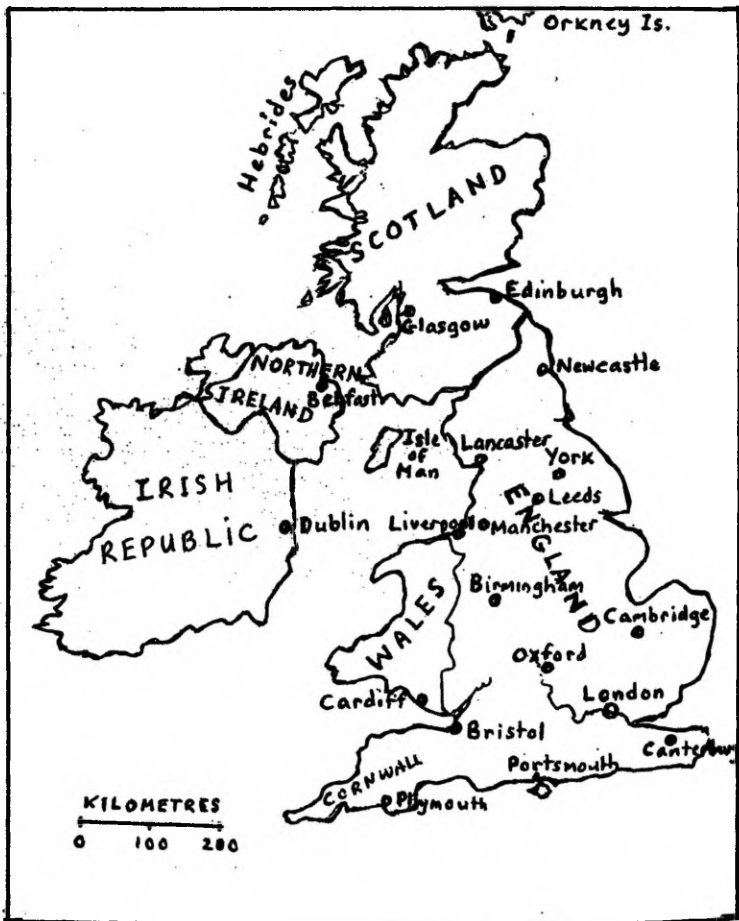 Orkney Is.
Hebrides
SCOTLAND
Edinburgh
Glasgow
NORTHERN
IRELAND
Belfast
Newcastle
Isle
of
Man
Lancaster
York
Leeds
ENGLAND
IRISH
REPUBLIC
Dublin
Liverpool
Manchester
WALES
Birmingham
Cambridge
Oxford
Cardiff
London
Bristol
Canterbury
CORNWALL
Portsmouth
Plymouth
KILOMETRES
0 100 200